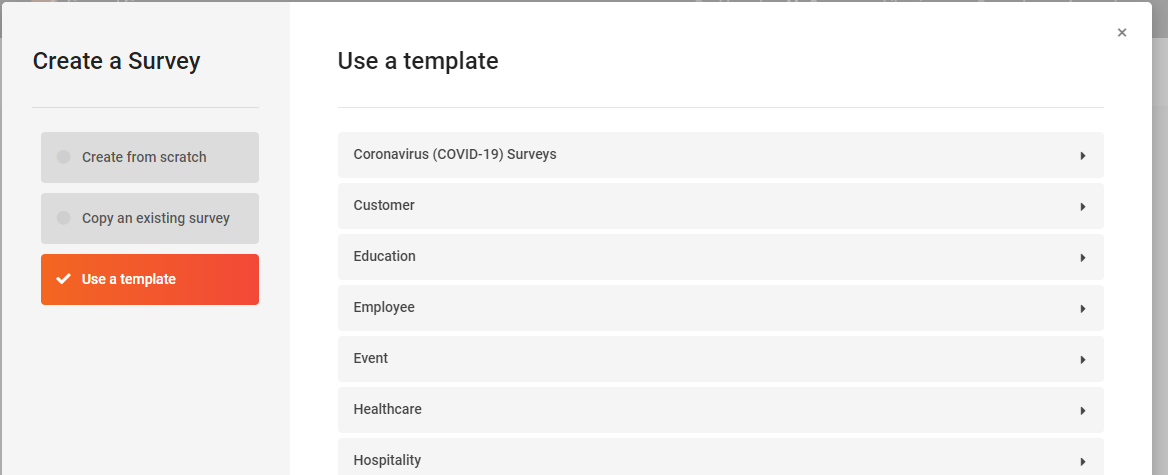 Create a Survey
Create from scratch
Copy an existing survey
Use a template
×
Use a template
Coronavirus (COVID-19) Surveys
Customer
Education
Employee
Event
Healthcare
Hospitality